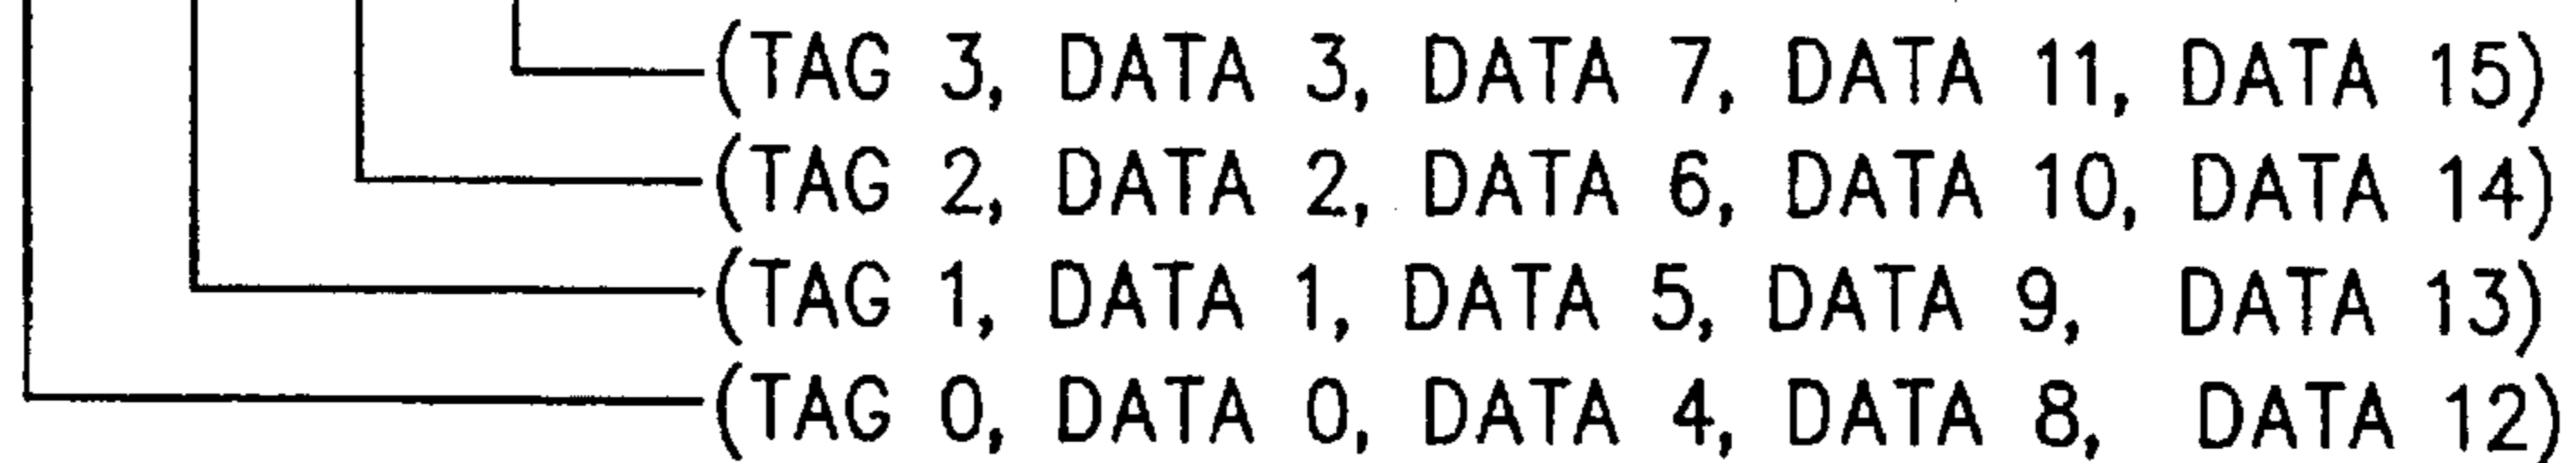 (TAG 3, DATA 3, DATA 7, DATA 11, DATA 15)
(TAG 2, DATA 2, DATA 6, DATA 10, DATA 14)
(TAG 1, DATA 1, DATA 5, DATA 9, DATA 13)
(TAG 0, DATA 0, DATA 4, DATA 8, DATA 12)